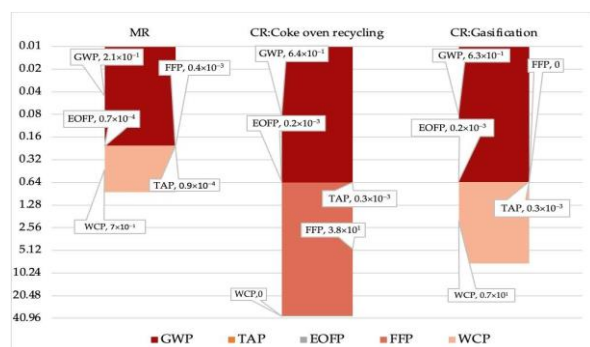 MR
CR:Coke oven recycling
CR:Gasification
0.01
0.02
0.04
0.08
0.16
0.32
0.64
1.28
2.56
5.12
10.24
20.48
40.96
GWP, 2.1×10⁻¹
FFP, 0.4×10⁻³
EOFP, 0.7×10⁻⁴
TAP, 0.9×10⁻⁴
WCP, 7×10⁻¹
GWP, 6.4×10⁻¹
EOFP, 0.2×10⁻³
TAP, 0.3×10⁻³
FFP, 3.8×10¹
WCP,0
GWP, 6.3×10⁻¹
FFP, 0
EOFP, 0.2×10⁻³
TAP, 0.3×10⁻³
WCP, 0.7×10¹
GWP
TAP
EOFP
FFP
WCP